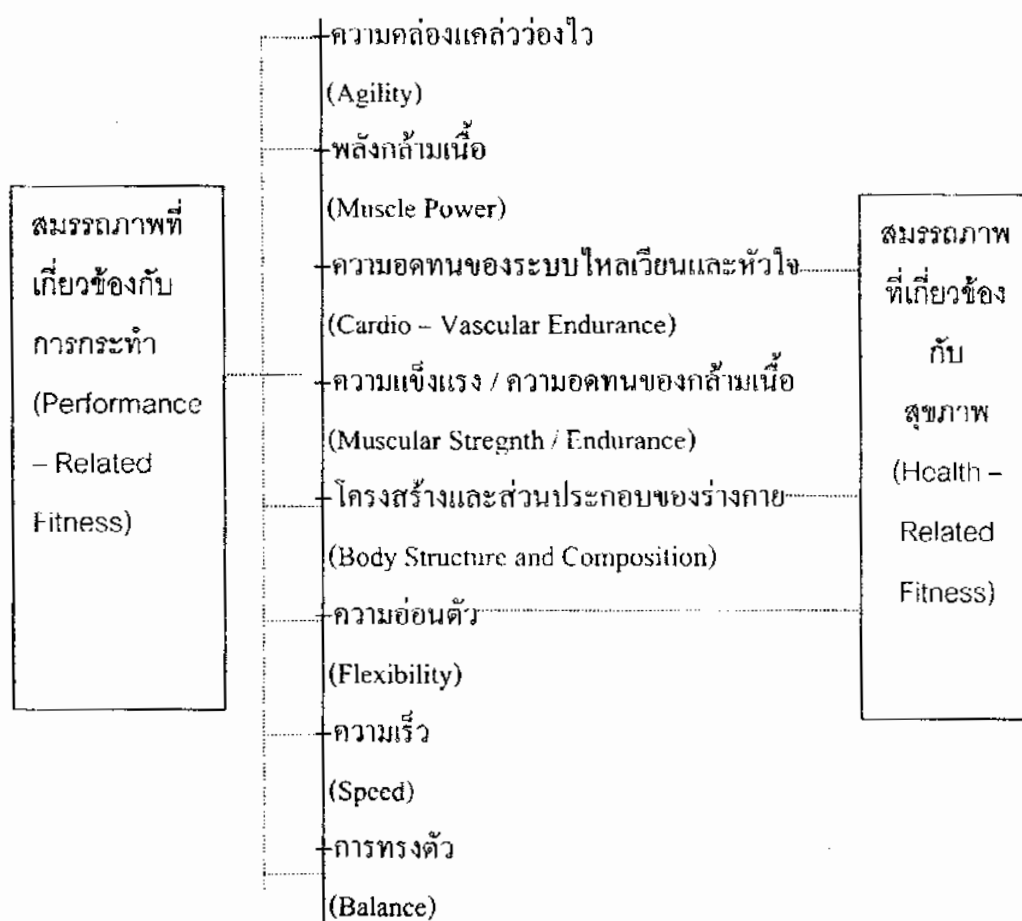 สมรรถภาพที่
เกี่ยวข้องกับ
การกระทำ
(Performance
– Related
Fitness)
ความคล่องแคล่วว่องไว
(Agility)
พลังกล้ามเนื้อ
(Muscle Power)
ความอดทนของระบบไหลเวียนและหัวใจ
(Cardio – Vascular Endurance)
ความแข็งแรง / ความอดทนของกล้ามเนื้อ
(Muscular Stregnth / Endurance)
โครงสร้างและส่วนประกอบของร่างกาย
(Body Structure and Composition)
ความอ่อนตัว
(Flexibility)
ความเร็ว
(Speed)
การทรงตัว
(Balance)
สมรรถภาพ
ที่เกี่ยวข้อง
กับ
สุขภาพ
(Health –
Related
Fitness)